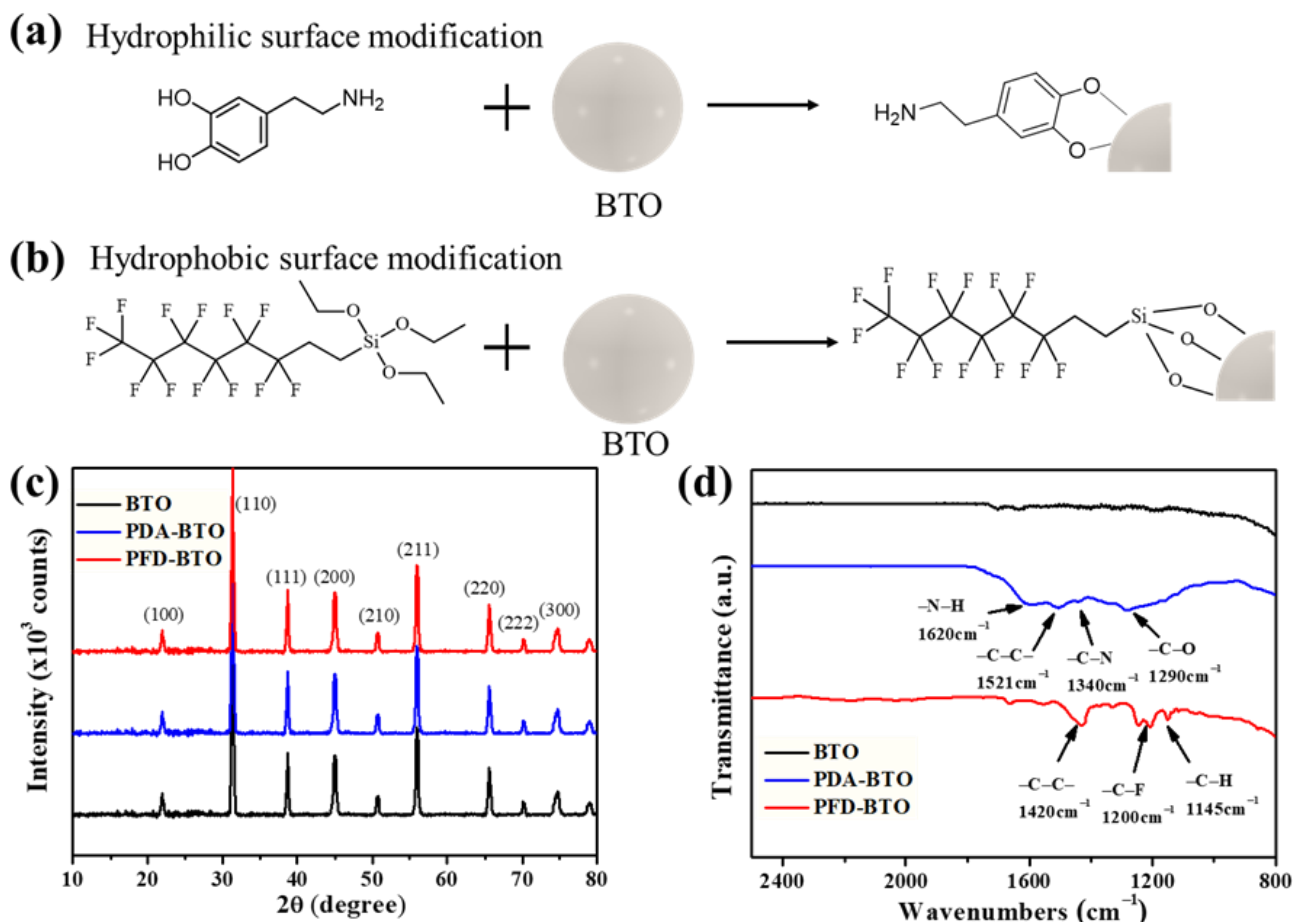 (a) Hydrophilic surface modification
HO
HO
NH2
BTO
H2N
O
O
(b) Hydrophobic surface modification
F
F
F
F
F
F
F
F
F
F
F
F
F
Si
O
O
O
BTO
F
F
F
F
F
F
F
F
F
F
F
F
F
Si
O
O
O
(c)
BTO
PDA-BTO
PFD-BTO
(100)
(110)
(111)
(200)
(210)
(211)
(220)
(222)
(300)
Intensity (x10³ counts)
10 20 30 40 50 60 70 80
2θ (degree)
(d)
–N–H
1620cm⁻¹
–C–C–
1521cm⁻¹
–C–N
1340cm⁻¹
–C–O
1290cm⁻¹
BTO
PDA-BTO
PFD-BTO
–C–C–
1420cm⁻¹
–C–F
1200cm⁻¹
–C–H
1145cm⁻¹
Transmittance (a.u.)
2400 2000 1600 1200 800
Wavenumbers (cm⁻¹)